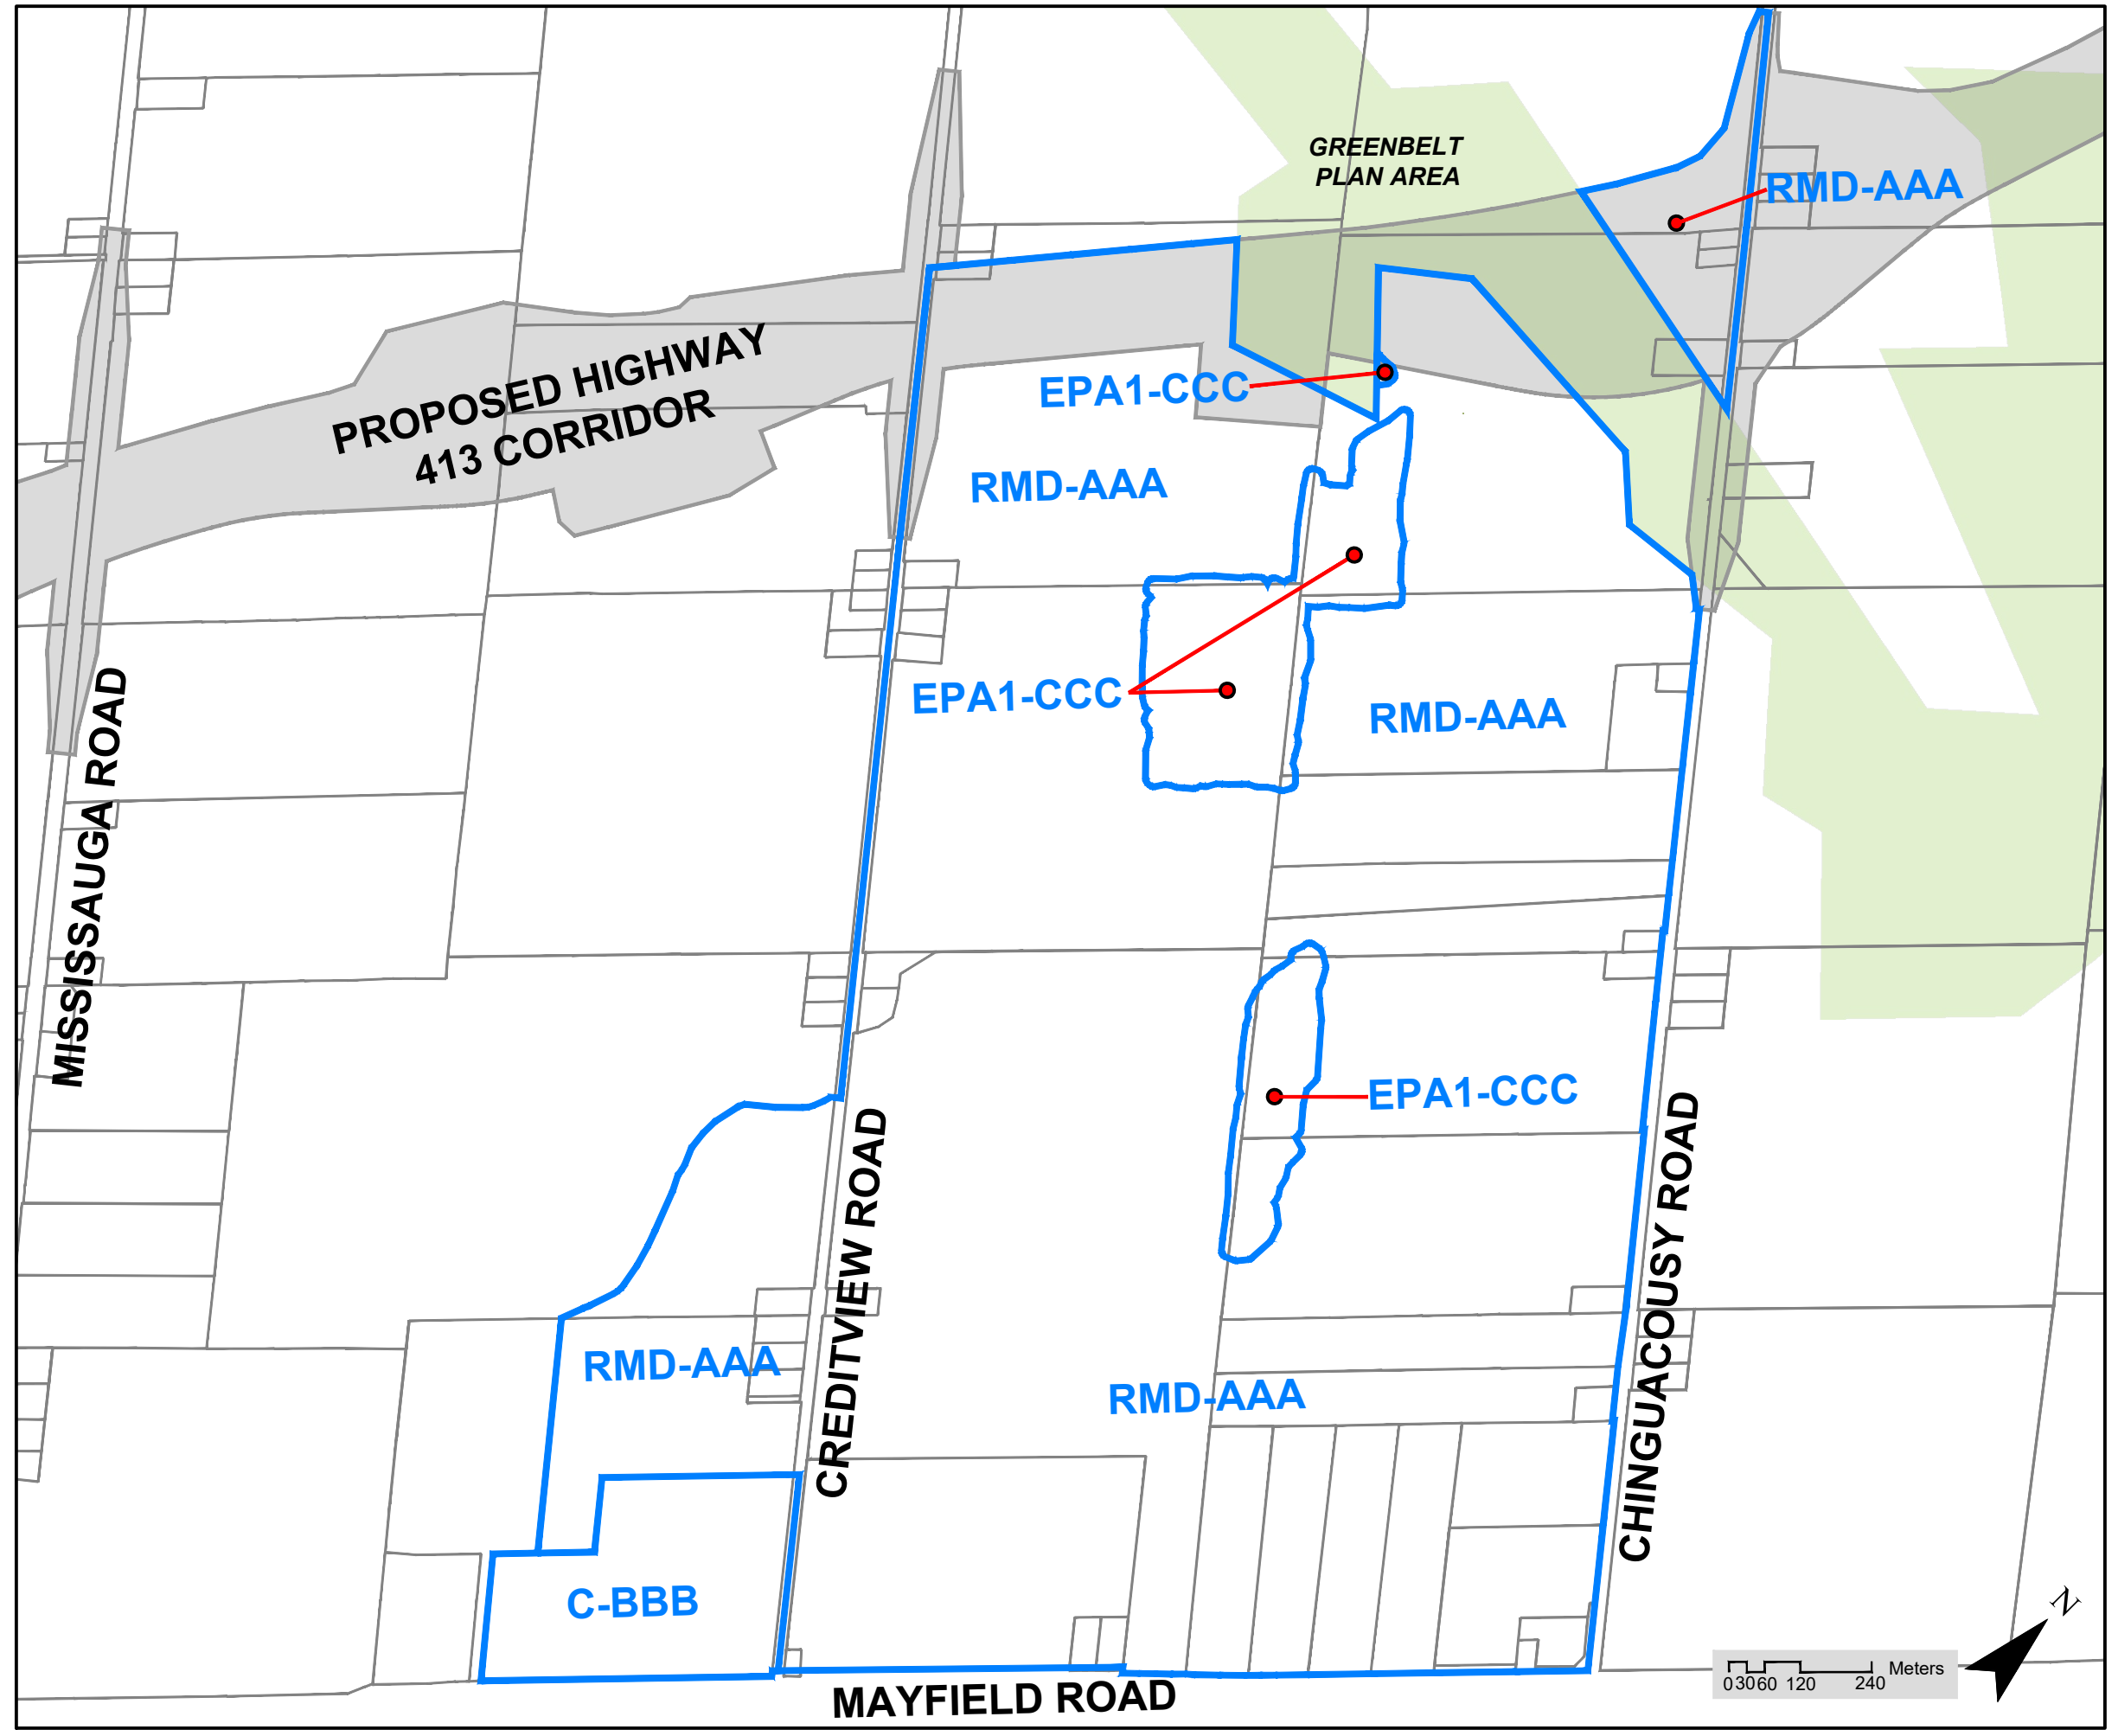 GREENBELT
PLAN AREA
RMD-AAA
PROPOSED HIGHWAY
413 CORRIDOR
EPA1-CCC
RMD-AAA
EPA1-CCC
RMD-AAA
MISSISSAUGA ROAD
EPA1-CCC
CREDITVIEW ROAD
CHINGUACOUSY ROAD
RMD-AAA
RMD-AAA
C-BBB
MAYFIELD ROAD
N
Meters
0 30 60 120 240